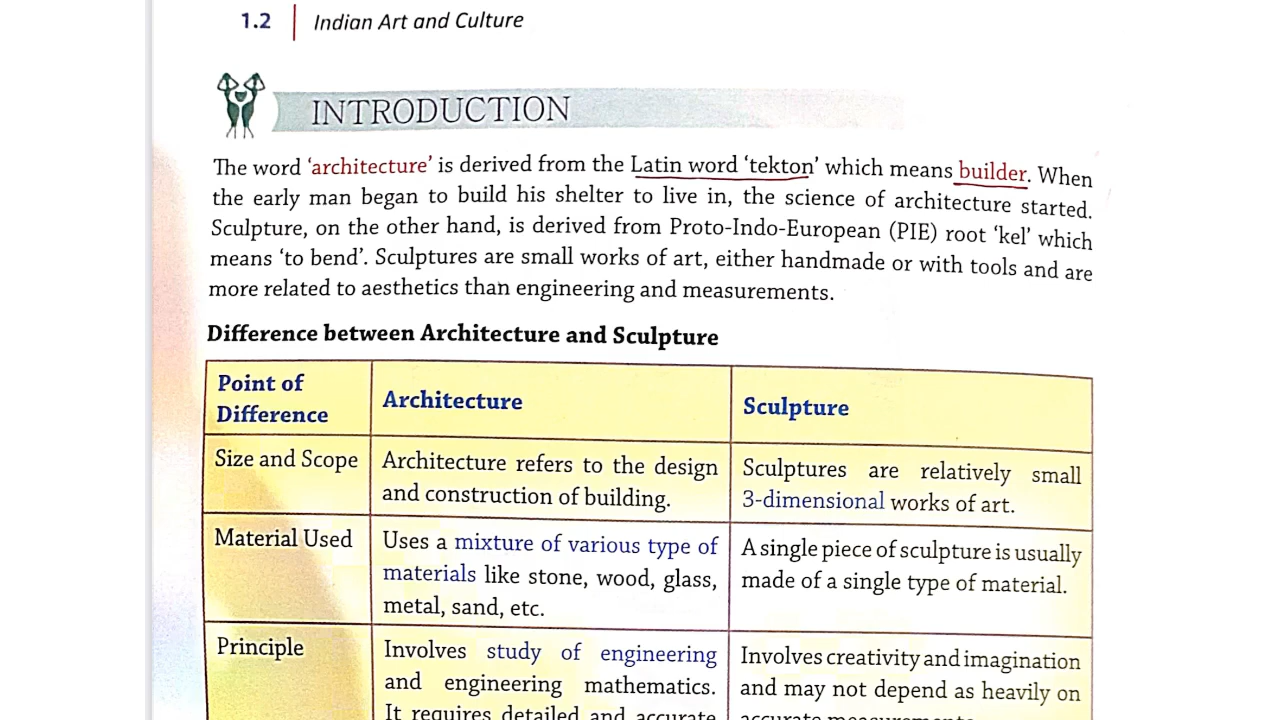 1.2 Indian Art and Culture
INTRODUCTION
The word ‘architecture’ is derived from the Latin word ‘tekton’ which means builder. When
the early man began to build his shelter to live in, the science of architecture started.
Sculpture, on the other hand, is derived from Proto-Indo-European (PIE) root ‘kel’ which
means ‘to bend’. Sculptures are small works of art, either handmade or with tools and are
more related to aesthetics than engineering and measurements.
Difference between Architecture and Sculpture
Point of
Difference
Architecture
Sculpture
Size and Scope
Architecture refers to the design
and construction of building.
Sculptures are relatively small
3-dimensional works of art.
Material Used
Uses a mixture of various type of
materials like stone, wood, glass,
metal, sand, etc.
A single piece of sculpture is usually
made of a single type of material.
Principle
Involves study of engineering
and engineering mathematics.
It requires detailed and accurate
Involves creativity and imagination
and may not depend as heavily on